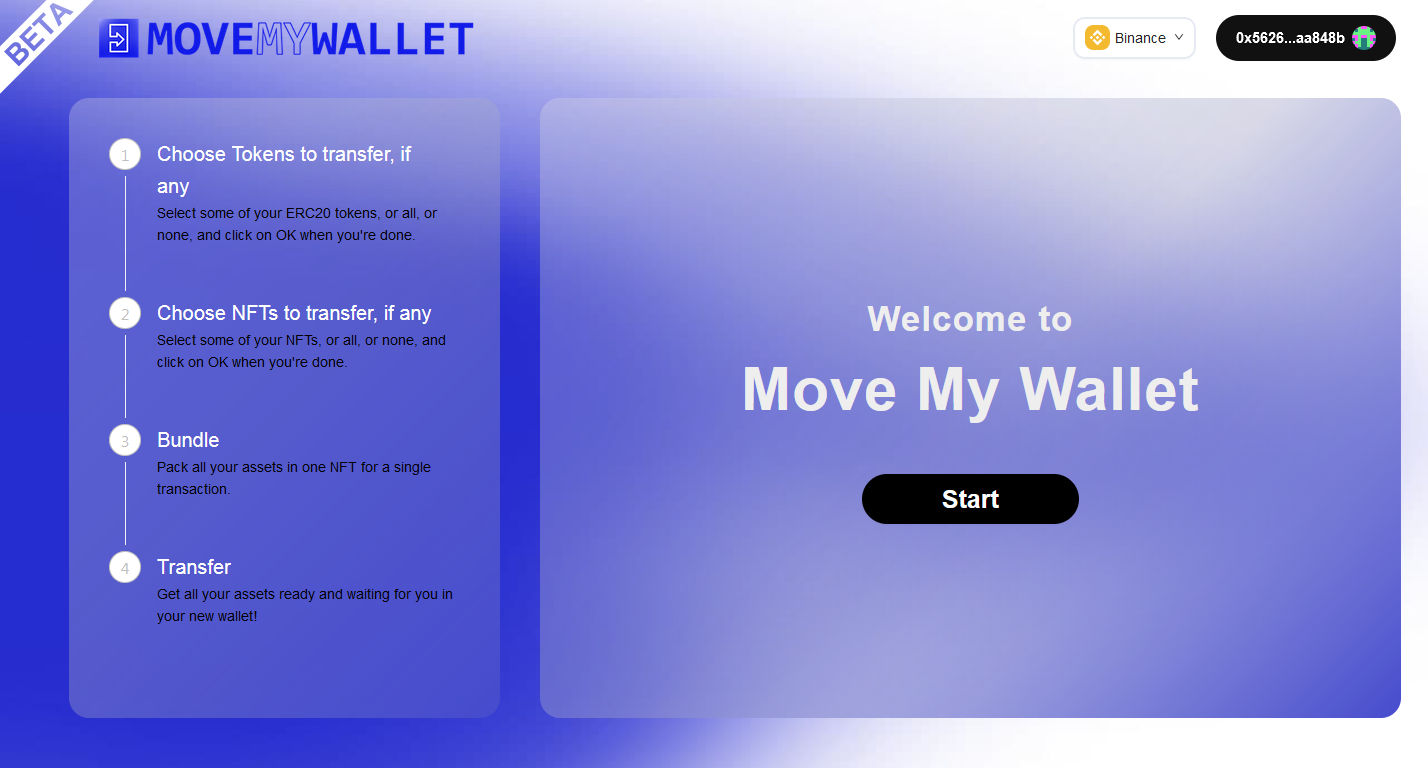 BETA
MOVEMYWALLET
Binance
0x5626...aa848b
1
Choose Tokens to transfer, if
any
Select some of your ERC20 tokens, or all, or
none, and click on OK when you're done.
2
Choose NFTs to transfer, if any
Select some of your NFTs, or all, or none, and
click on OK when you're done.
3
Bundle
Pack all your assets in one NFT for a single
transaction.
4
Transfer
Get all your assets ready and waiting for you in
your new wallet!
Welcome to
Move My Wallet
Start